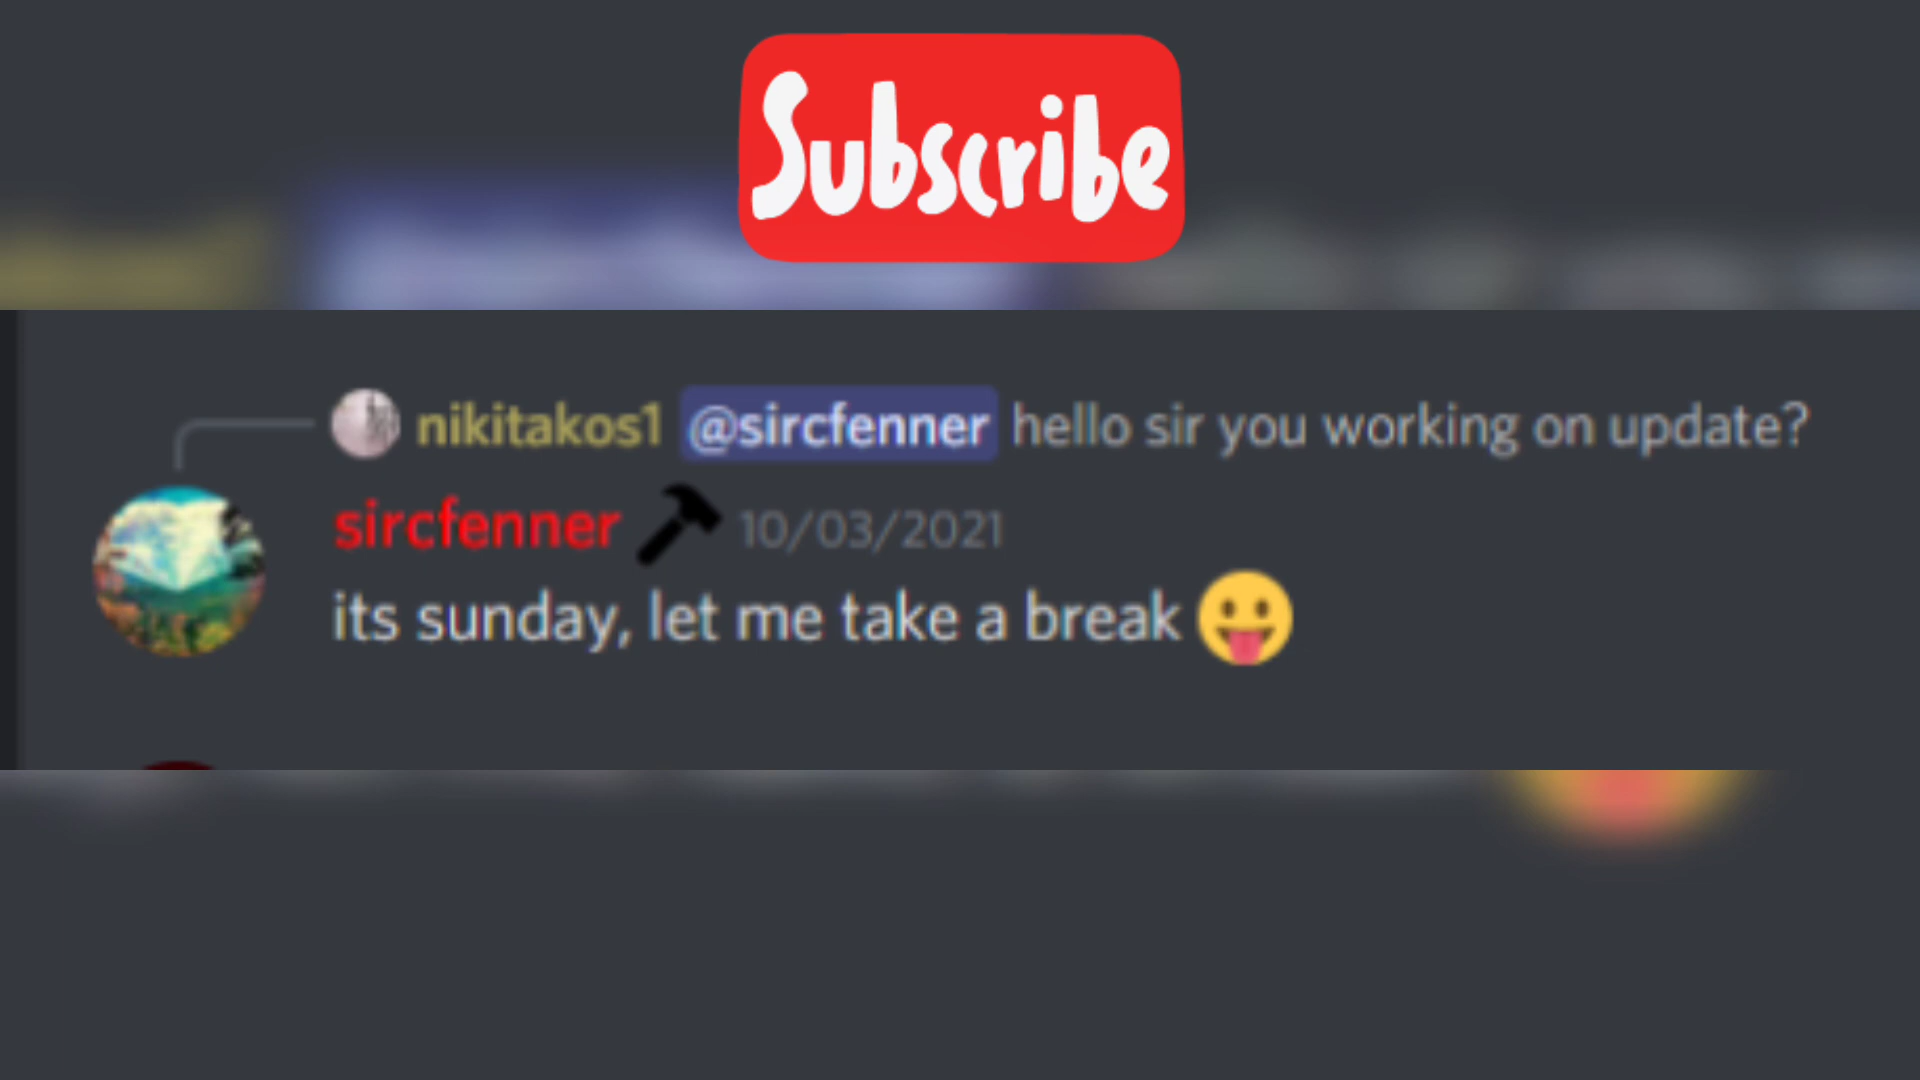 Subscribe
nikitakos1 @sircfenner hello sir you working on update?
sircfenner 10/03/2021
its sunday, let me take a break 😛